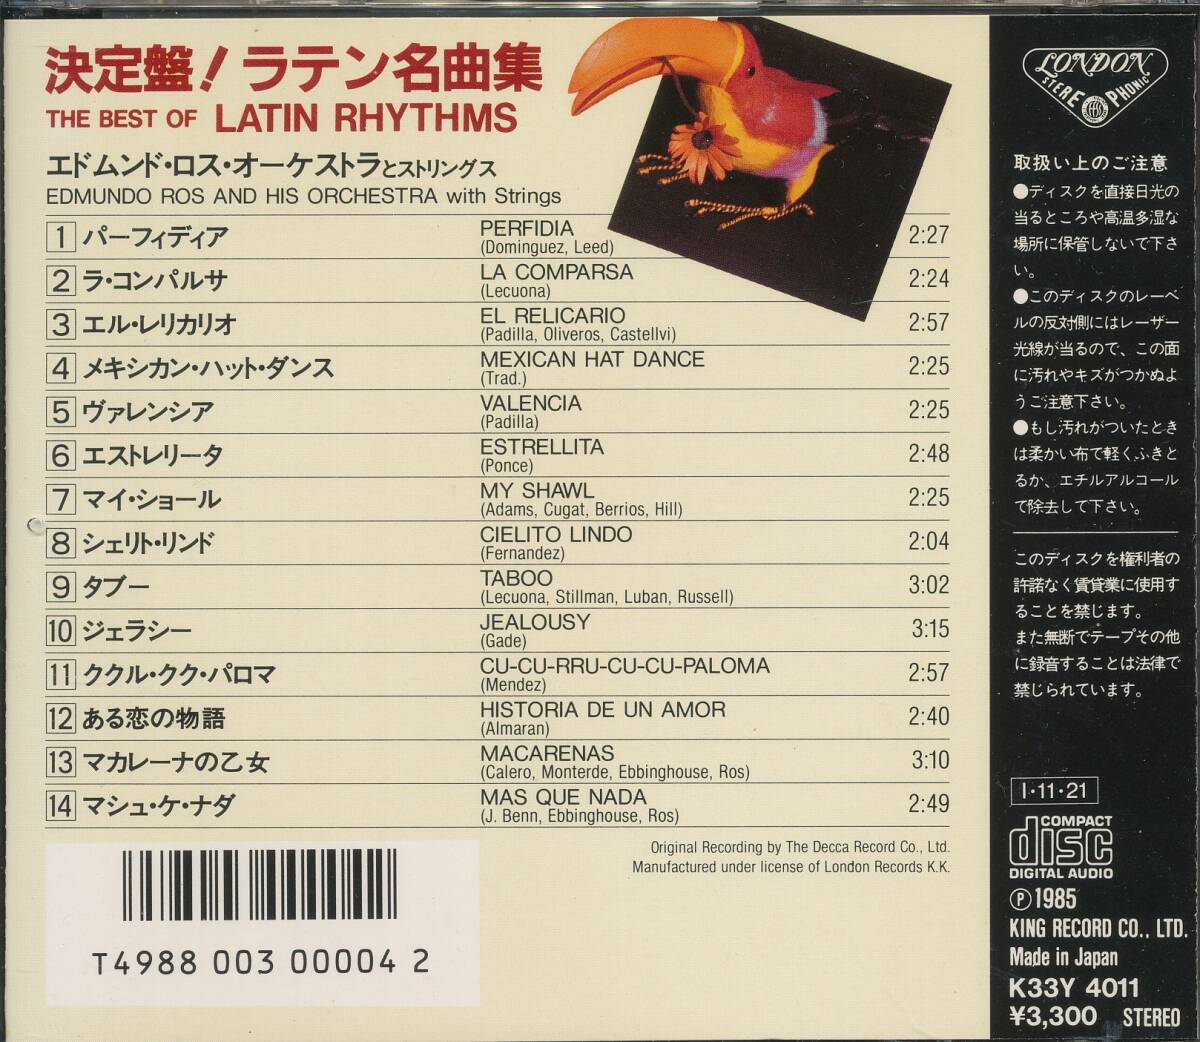 決定盤!ラテン名曲集
THE BEST OF LATIN RHYTHMS
エドムンド・ロス・オーケストラとストリングス
EDMUNDO ROS AND HIS ORCHESTRA with Strings
1 パーフィディア PERFIDIA 2:27
(Dominguez, Leed)
2 ラ・コンパルサ LA COMPARSA 2:24
(Lecuona)
3 エル・レリカリオ EL RELICARIO 2:57
(Padilla, Oliveros, Castellvi)
4 メキシカン・ハット・ダンス MEXICAN HAT DANCE 2:25
(Trad.)
5 ヴァレンシア VALENCIA 2:25
(Padilla)
6 エストレリータ ESTRELLITA 2:48
(Ponce)
7 マイ・ショール MY SHAWL 2:25
(Adams, Cugat, Berrios, Hill)
8 シェリト・リンド CIELITO LINDO 2:04
(Fernandez)
9 タブー TABOO 3:02
(Lecuona, Stillman, Luban, Russell)
10 ジェラシー JEALOUSY 3:15
(Gade)
11 ククル・クク・パロマ CU-CU-RRU-CU-CU-PALOMA 2:57
(Mendez)
12 ある恋の物語 HISTORIA DE UN AMOR 2:40
(Almaran)
13 マカレーナの乙女 MACARENAS 3:10
(Calero, Monterde, Ebbinghouse, Ros)
14 マシュ・ケ・ナダ MAS QUE NADA 2:49
(J. Benn, Ebbinghouse, Ros)
Original Recording by The Decca Record Co., Ltd.
Manufactured under license of London Records K.K.
T4988 003 00004 2
LONDON
STEREOPHONIC
取扱い上のご注意
●ディスクを直接日光の
当るところや高温多湿な
場所に保管しないで下さ
い。
●このディスクのレーベ
ルの反対側にはレーザー
光線が当るので、この面
に汚れやキズがつかぬよ
うご注意下さい。
●もし汚れがついたとき
は柔かい布で軽くふきと
るか、エチルアルコール
で除去して下さい。
このディスクを権利者の
許諾なく賃貸業に使用す
ることを禁じます。
また無断でテープその他
に録音することは法律で
禁じられています。
I・11・21
COMPACT
disc
DIGITAL AUDIO
Ⓟ1985
KING RECORD CO., LTD.
Made in Japan
K33Y 4011
¥3,300 STEREO